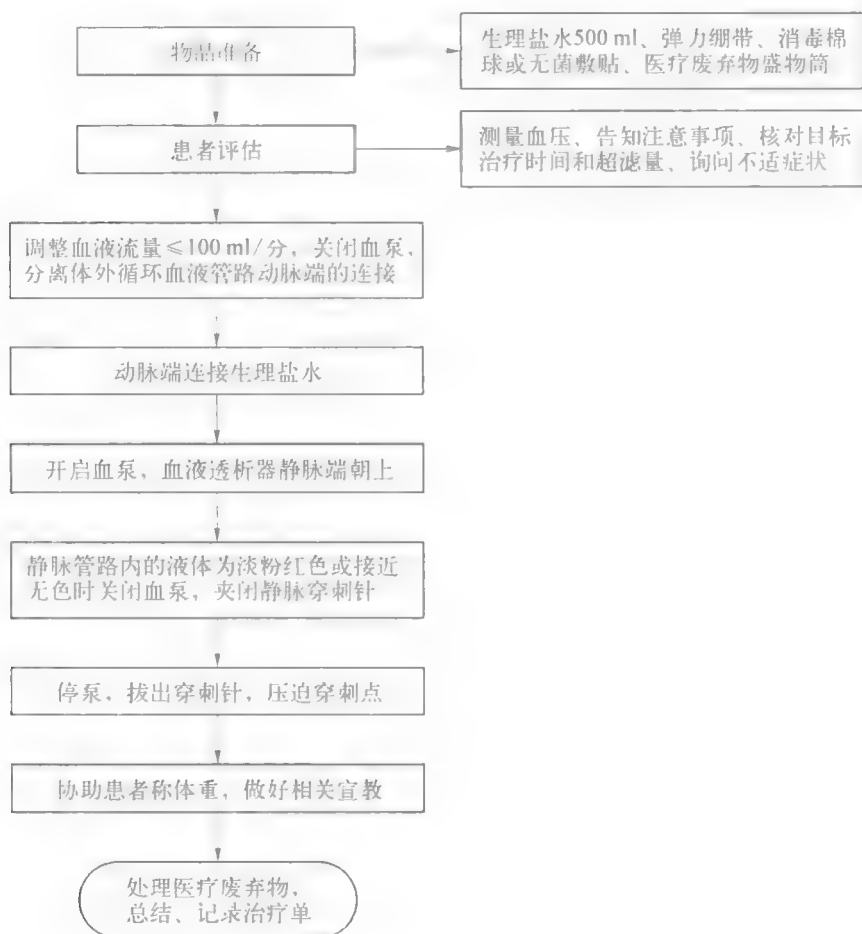 物品准备
生理盐水500 ml、弹力绷带、消毒棉
球或无菌敷贴、医疗废弃物盛物筒
患者评估
测量血压、告知注意事项、核对目标
治疗时间和超滤量、询问不适症状
调整血液流量≤100 ml/分，关闭血泵，
分离体外循环血液管路动脉端的连接
动脉端连接生理盐水
开启血泵，血液透析器静脉端朝上
静脉管路内的液体为淡粉红色或接近
无色时关闭血泵，夹闭静脉穿刺针
停泵，拔出穿刺针，压迫穿刺点
协助患者称体重，做好相关宣教
处理医疗废弃物，
总结、记录治疗单